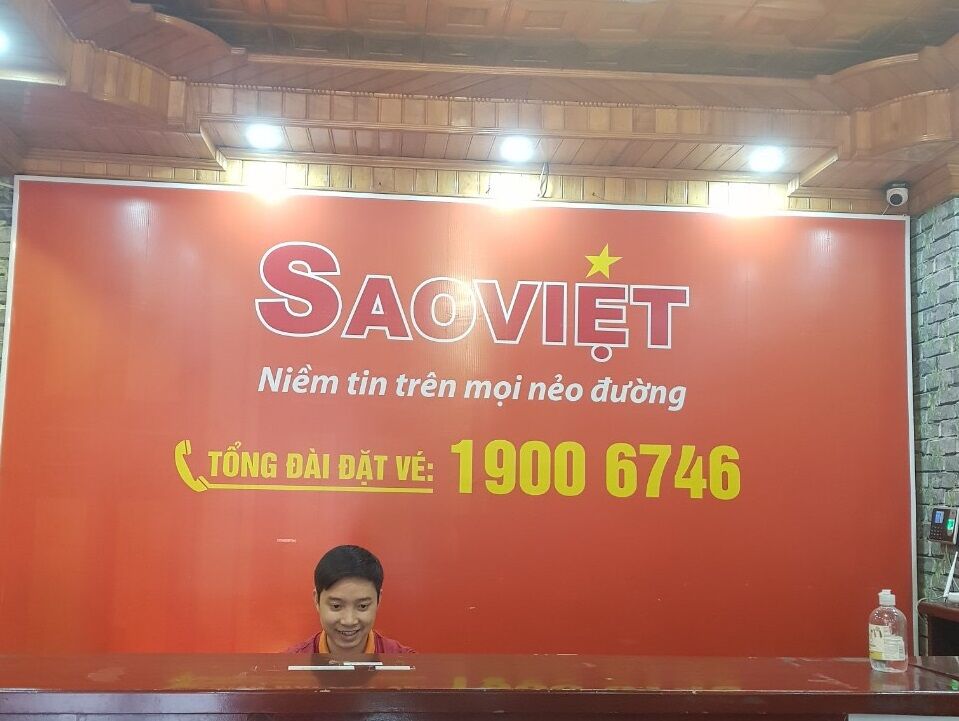 SAOVIỆT
Niềm tin trên mọi nẻo đường
TỔNG ĐÀI ĐẶT VÉ: 1900 6746